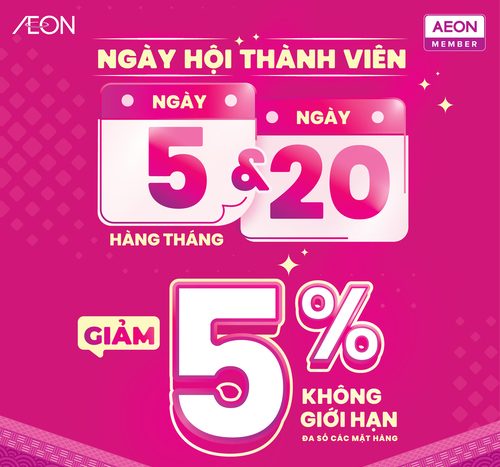 ÆON
AEON
MEMBER
NGÀY HỘI THÀNH VIÊN
NGÀY
5
&
NGÀY
20
HÀNG THÁNG
GIẢM
5%
KHÔNG
GIỚI HẠN
ĐA SỐ CÁC MẶT HÀNG